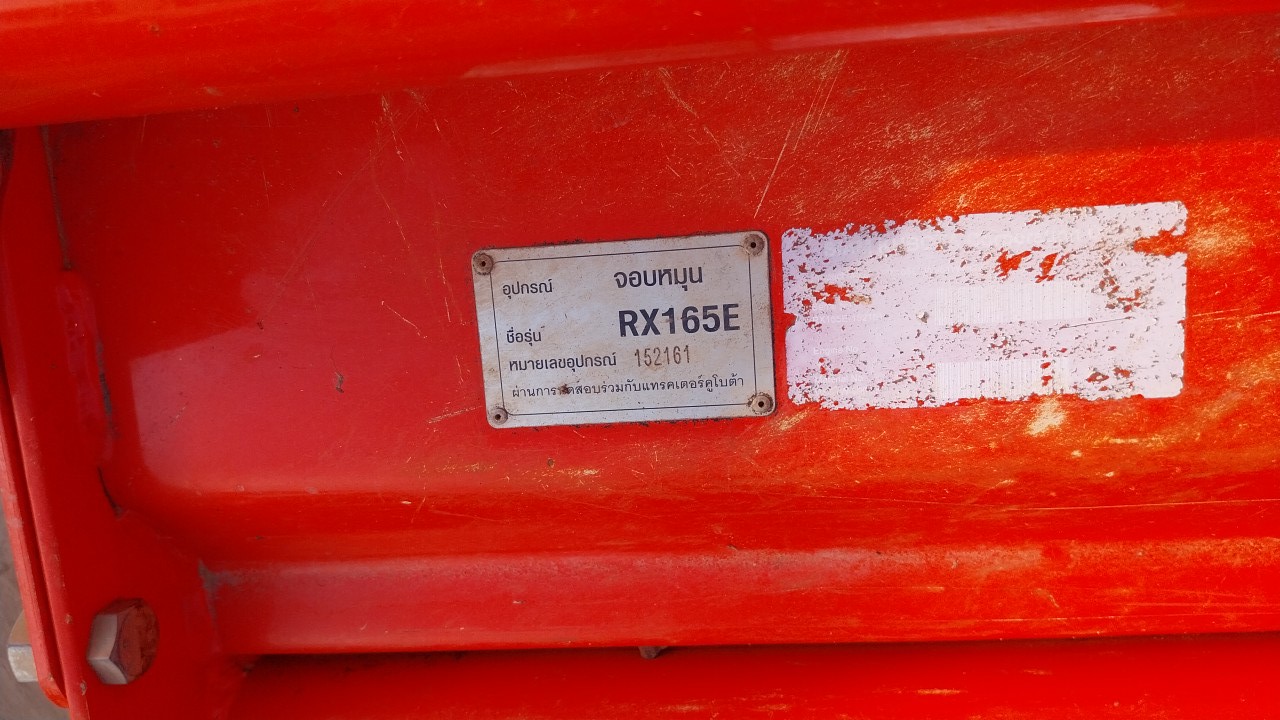 อุปกรณ์ จอบหมุน
ชื่อรุ่น RX165E
หมายเลขอุปกรณ์ 152161
ผ่านการทดสอบร่วมกับแทรคเตอร์คูโบต้า